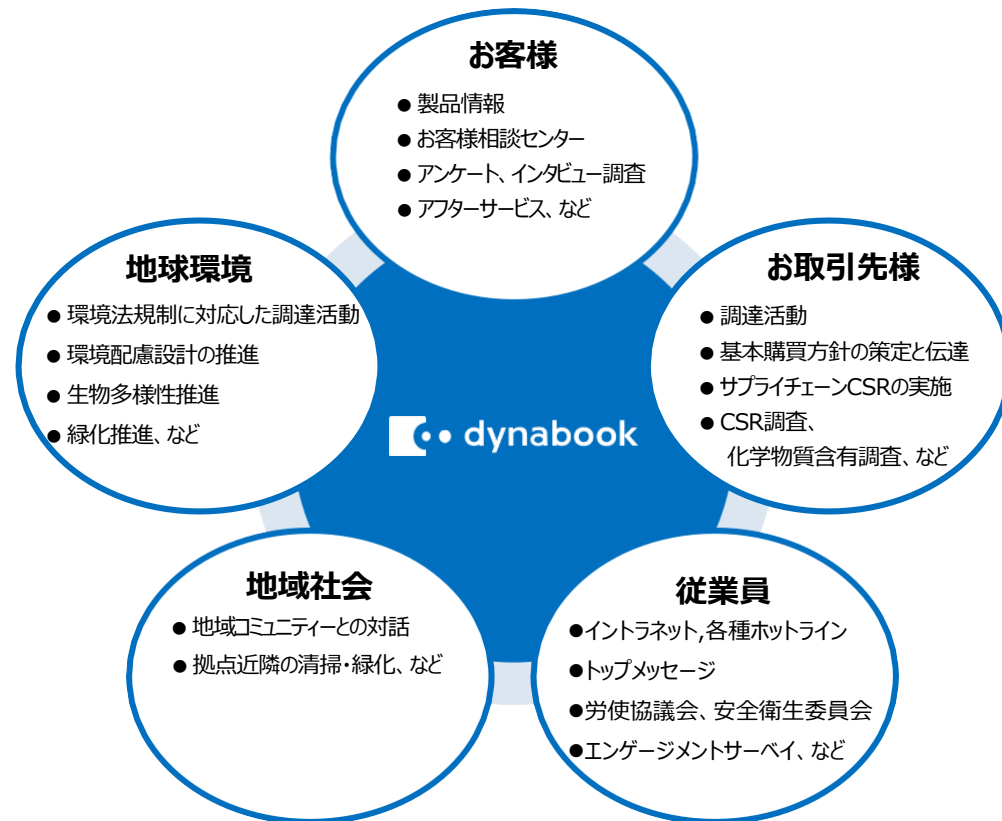 お客様
● 製品情報
● お客様相談センター
● アンケート、インタビュー調査
● アフターサービス、など
地球環境
● 環境法規制に対応した調達活動
● 環境配慮設計の推進
● 生物多様性推進
● 緑化推進、など
お取引先様
● 調達活動
● 基本購買方針の策定と伝達
● サプライチェーンCSRの実施
● CSR調査、
化学物質含有調査、など
dynabook
地域社会
● 地域コミュニティーとの対話
● 拠点近隣の清掃・緑化、など
従業員
●イントラネット,各種ホットライン
●トップメッセージ
●労使協議会、安全衛生委員会
●エンゲージメントサーベイ、など